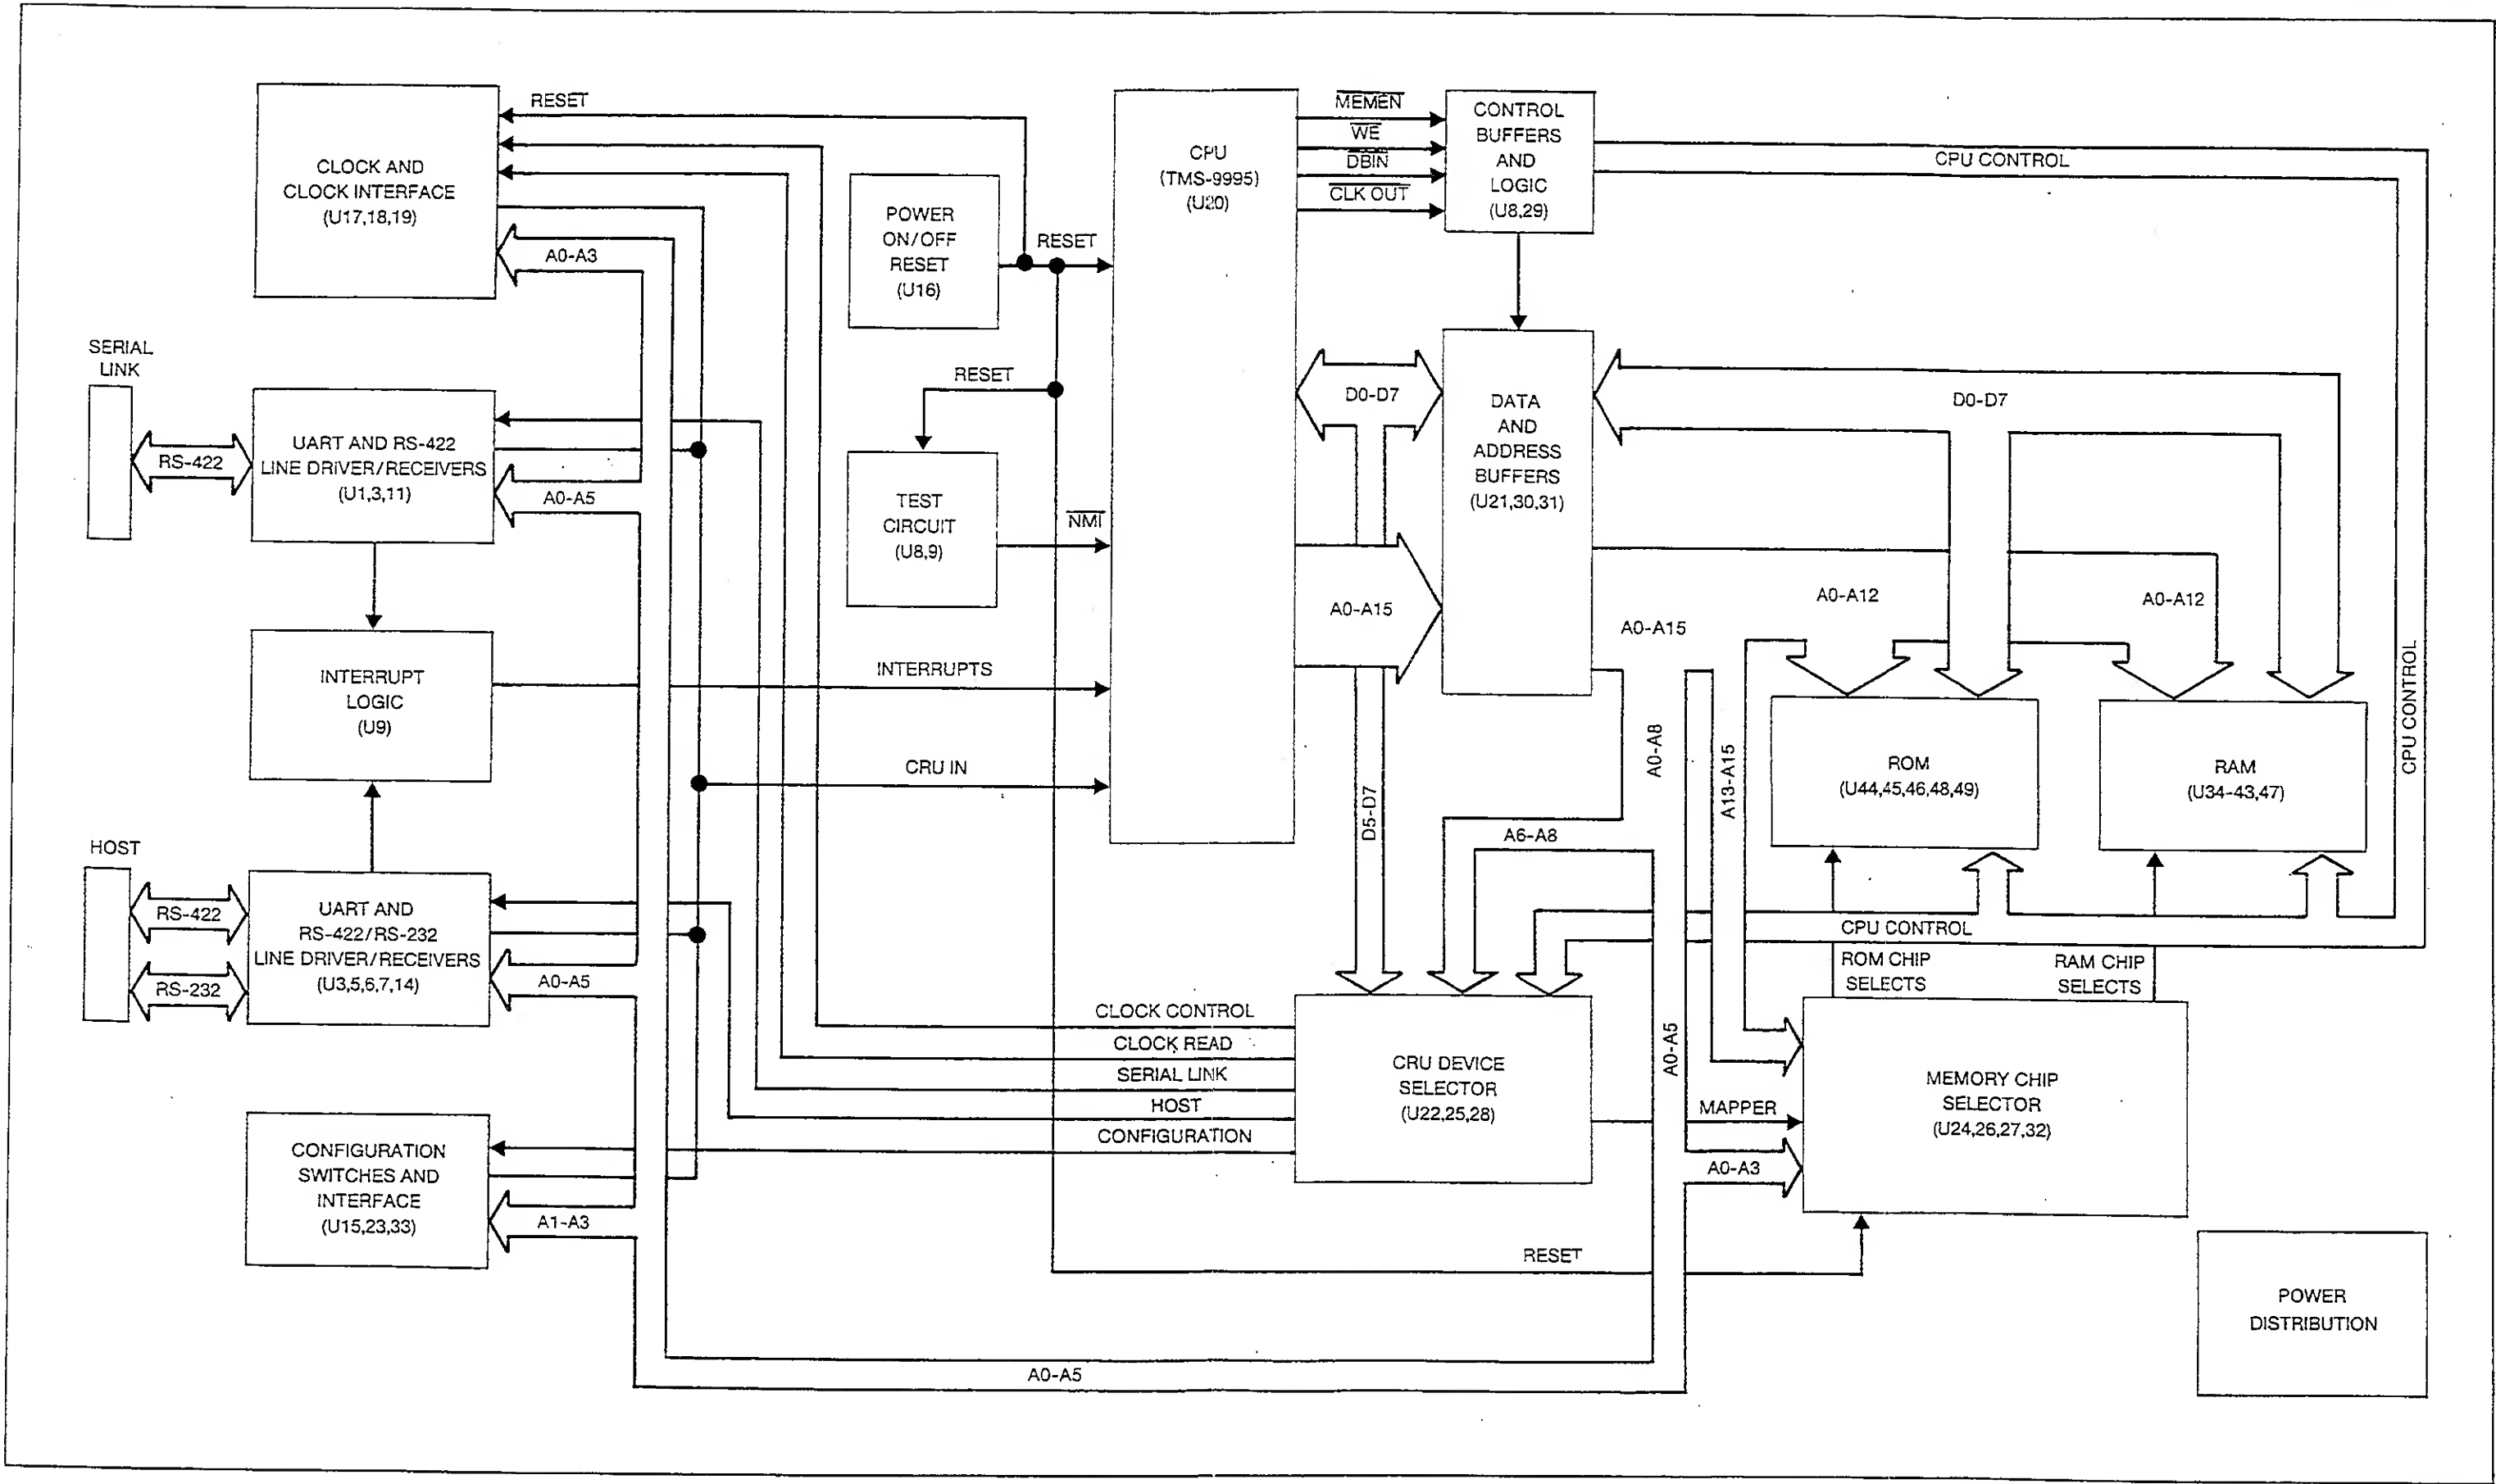 RESET
CLOCK AND
CLOCK INTERFACE
(U17,18,19)
A0-A3
POWER
ON/OFF
RESET
(U16)
RESET
CPU
(TMS-9995)
(U20)
MEMEN
WE
DBIN
CLK OUT
CONTROL
BUFFERS
AND
LOGIC
(U8,29)
CPU CONTROL
SERIAL
LINK
RS-422
UART AND RS-422
LINE DRIVER/RECEIVERS
(U1,3,11)
A0-A5
RESET
TEST
CIRCUIT
(U8,9)
NMI
D0-D7
DATA
AND
ADDRESS
BUFFERS
(U21,30,31)
D0-D7
A0-A15
A0-A15
A0-A12
A0-A12
INTERRUPT
LOGIC
(U9)
INTERRUPTS
CRU IN
D5-D7
A6-A8
A0-A8
A13-A15
ROM
(U44,45,46,48,49)
RAM
(U34-43,47)
CPU CONTROL
HOST
RS-422
RS-232
UART AND
RS-422/RS-232
LINE DRIVER/RECEIVERS
(U3,5,6,7,14)
A0-A5
CPU CONTROL
ROM CHIP
SELECTS
RAM CHIP
SELECTS
CLOCK CONTROL
CLOCK READ
SERIAL LINK
HOST
CONFIGURATION
CRU DEVICE
SELECTOR
(U22,25,28)
A0-A5
MAPPER
A0-A3
MEMORY CHIP
SELECTOR
(U24,26,27,32)
CONFIGURATION
SWITCHES AND
INTERFACE
(U15,23,33)
A1-A3
RESET
A0-A5
POWER
DISTRIBUTION